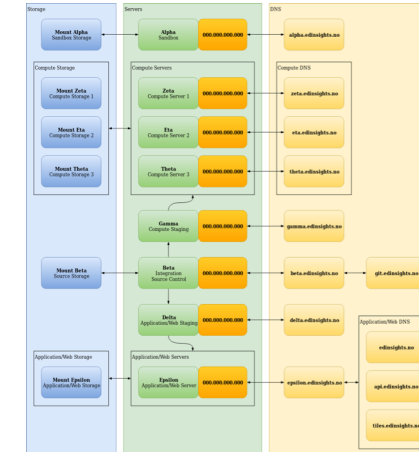 Storage
Servers
DNS
Mount Alpha
Sandbox Storage
Alpha
Sandbox
000.000.000.000
alpha.edinsights.no
Compute Storage
Compute Servers
Compute DNS
Mount Zeta
Compute Storage 1
Zeta
Compute Server 1
000.000.000.000
zeta.edinsights.no
Mount Eta
Compute Storage 2
Eta
Compute Server 2
000.000.000.000
eta.edinsights.no
Mount Theta
Compute Storage 3
Theta
Compute Server 3
000.000.000.000
theta.edinsights.no
Gamma
Compute Staging
000.000.000.000
gamma.edinsights.no
Mount Beta
Source Storage
Beta
Integration
Source Control
000.000.000.000
beta.edinsights.no
git.edinsights.no
Delta
Application/Web Staging
000.000.000.000
delta.edinsights.no
Application/Web DNS
edinsights.no
api.edinsights.no
tiles.edinsights.no
Application/Web Storage
Application/Web Servers
Mount Epsilon
Application/Web Storage
Epsilon
Application/Web Server
000.000.000.000
epsilon.edinsights.no